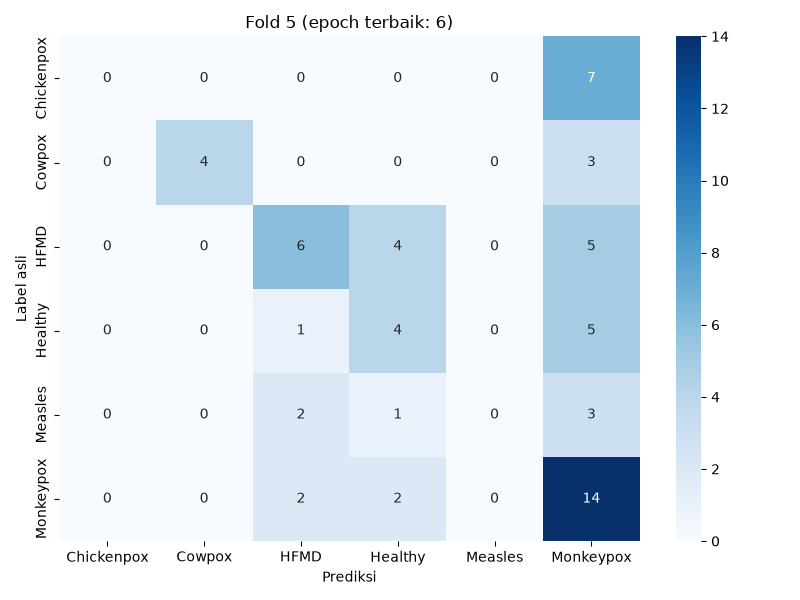 Fold 5 (epoch terbaik: 6)
Label asli
Chickenpox 0 0 0 0 0 7
Cowpox 0 4 0 0 0 3
HFMD 0 0 6 4 0 5
Healthy 0 0 1 4 0 5
Measles 0 0 2 1 0 3
Monkeypox 0 0 2 2 0 14
Chickenpox Cowpox HFMD Healthy Measles Monkeypox
Prediksi
14
12
10
8
6
4
2
0